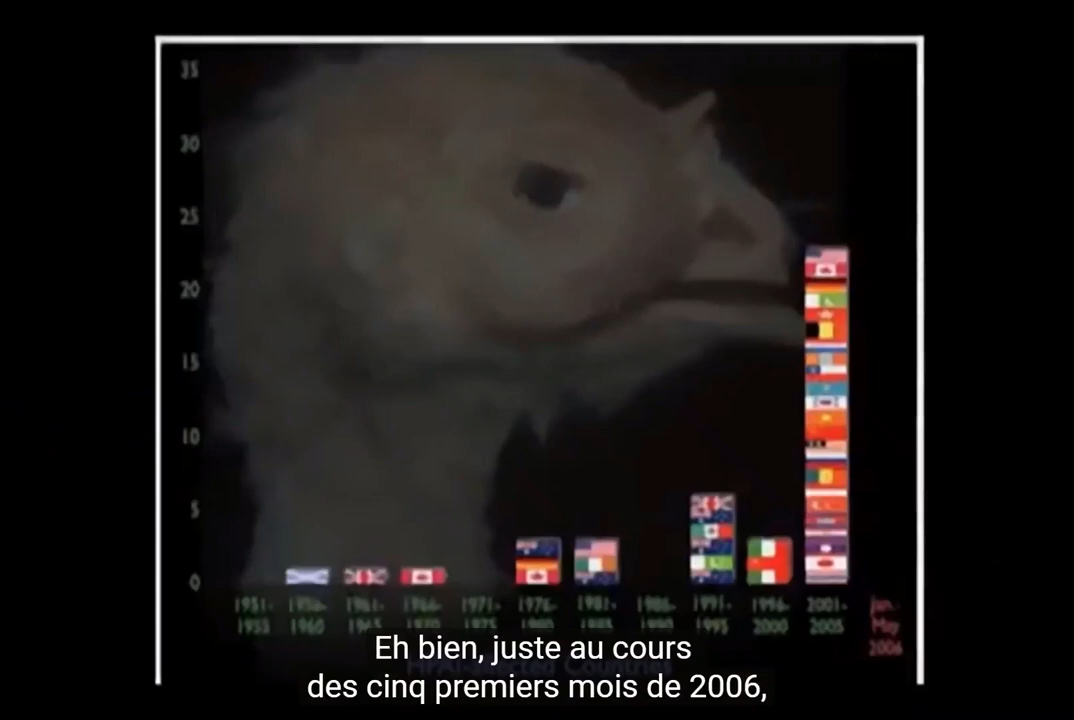 35
30
25
20
15
10
5
0
1951- 1956- 1961- 1966- 1971- 1976- 1981- 1986- 1991- 1996- 2001- Jan-
1955 1960 1965 1970 1975 1980 1985 1990 1995 2000 2005 May
2006
Eh bien, juste au cours
des cinq premiers mois de 2006,